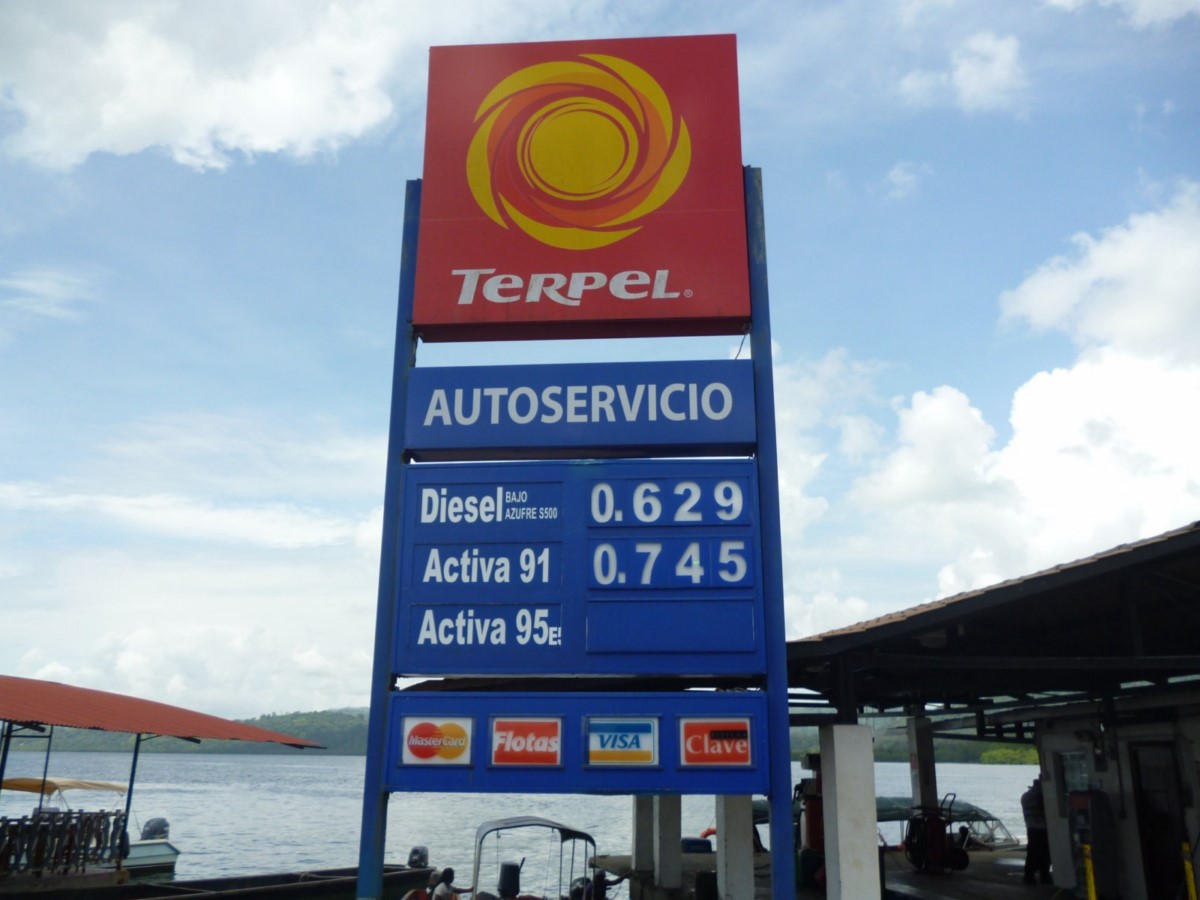 TERPEL®
AUTOSERVICIO
Diesel BAJO AZUFRE S500 0.629
Activa 91 0.745
Activa 95
MasterCard Flotas VISA Clave